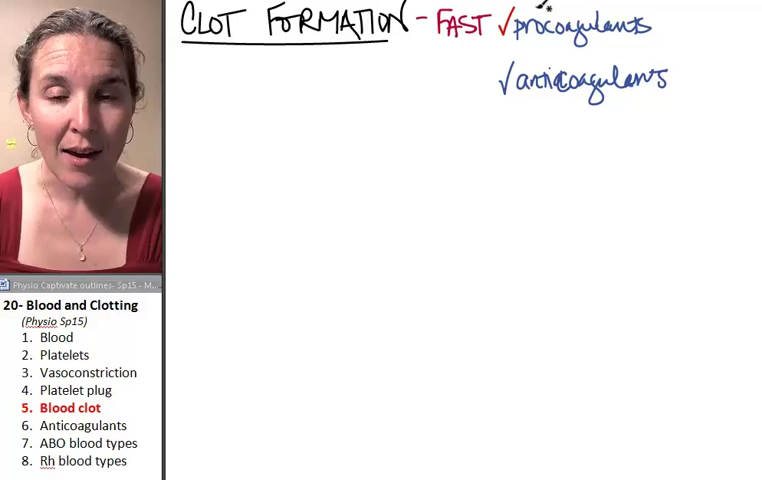 CLOT FORMATION - FAST ✓procoagulants
✓anticoagulants
Physio Captivate outlines- Sp15 - M...
20- Blood and Clotting
(Physio Sp15)
1. Blood
2. Platelets
3. Vasoconstriction
4. Platelet plug
5. Blood clot
6. Anticoagulants
7. ABO blood types
8. Rh blood types